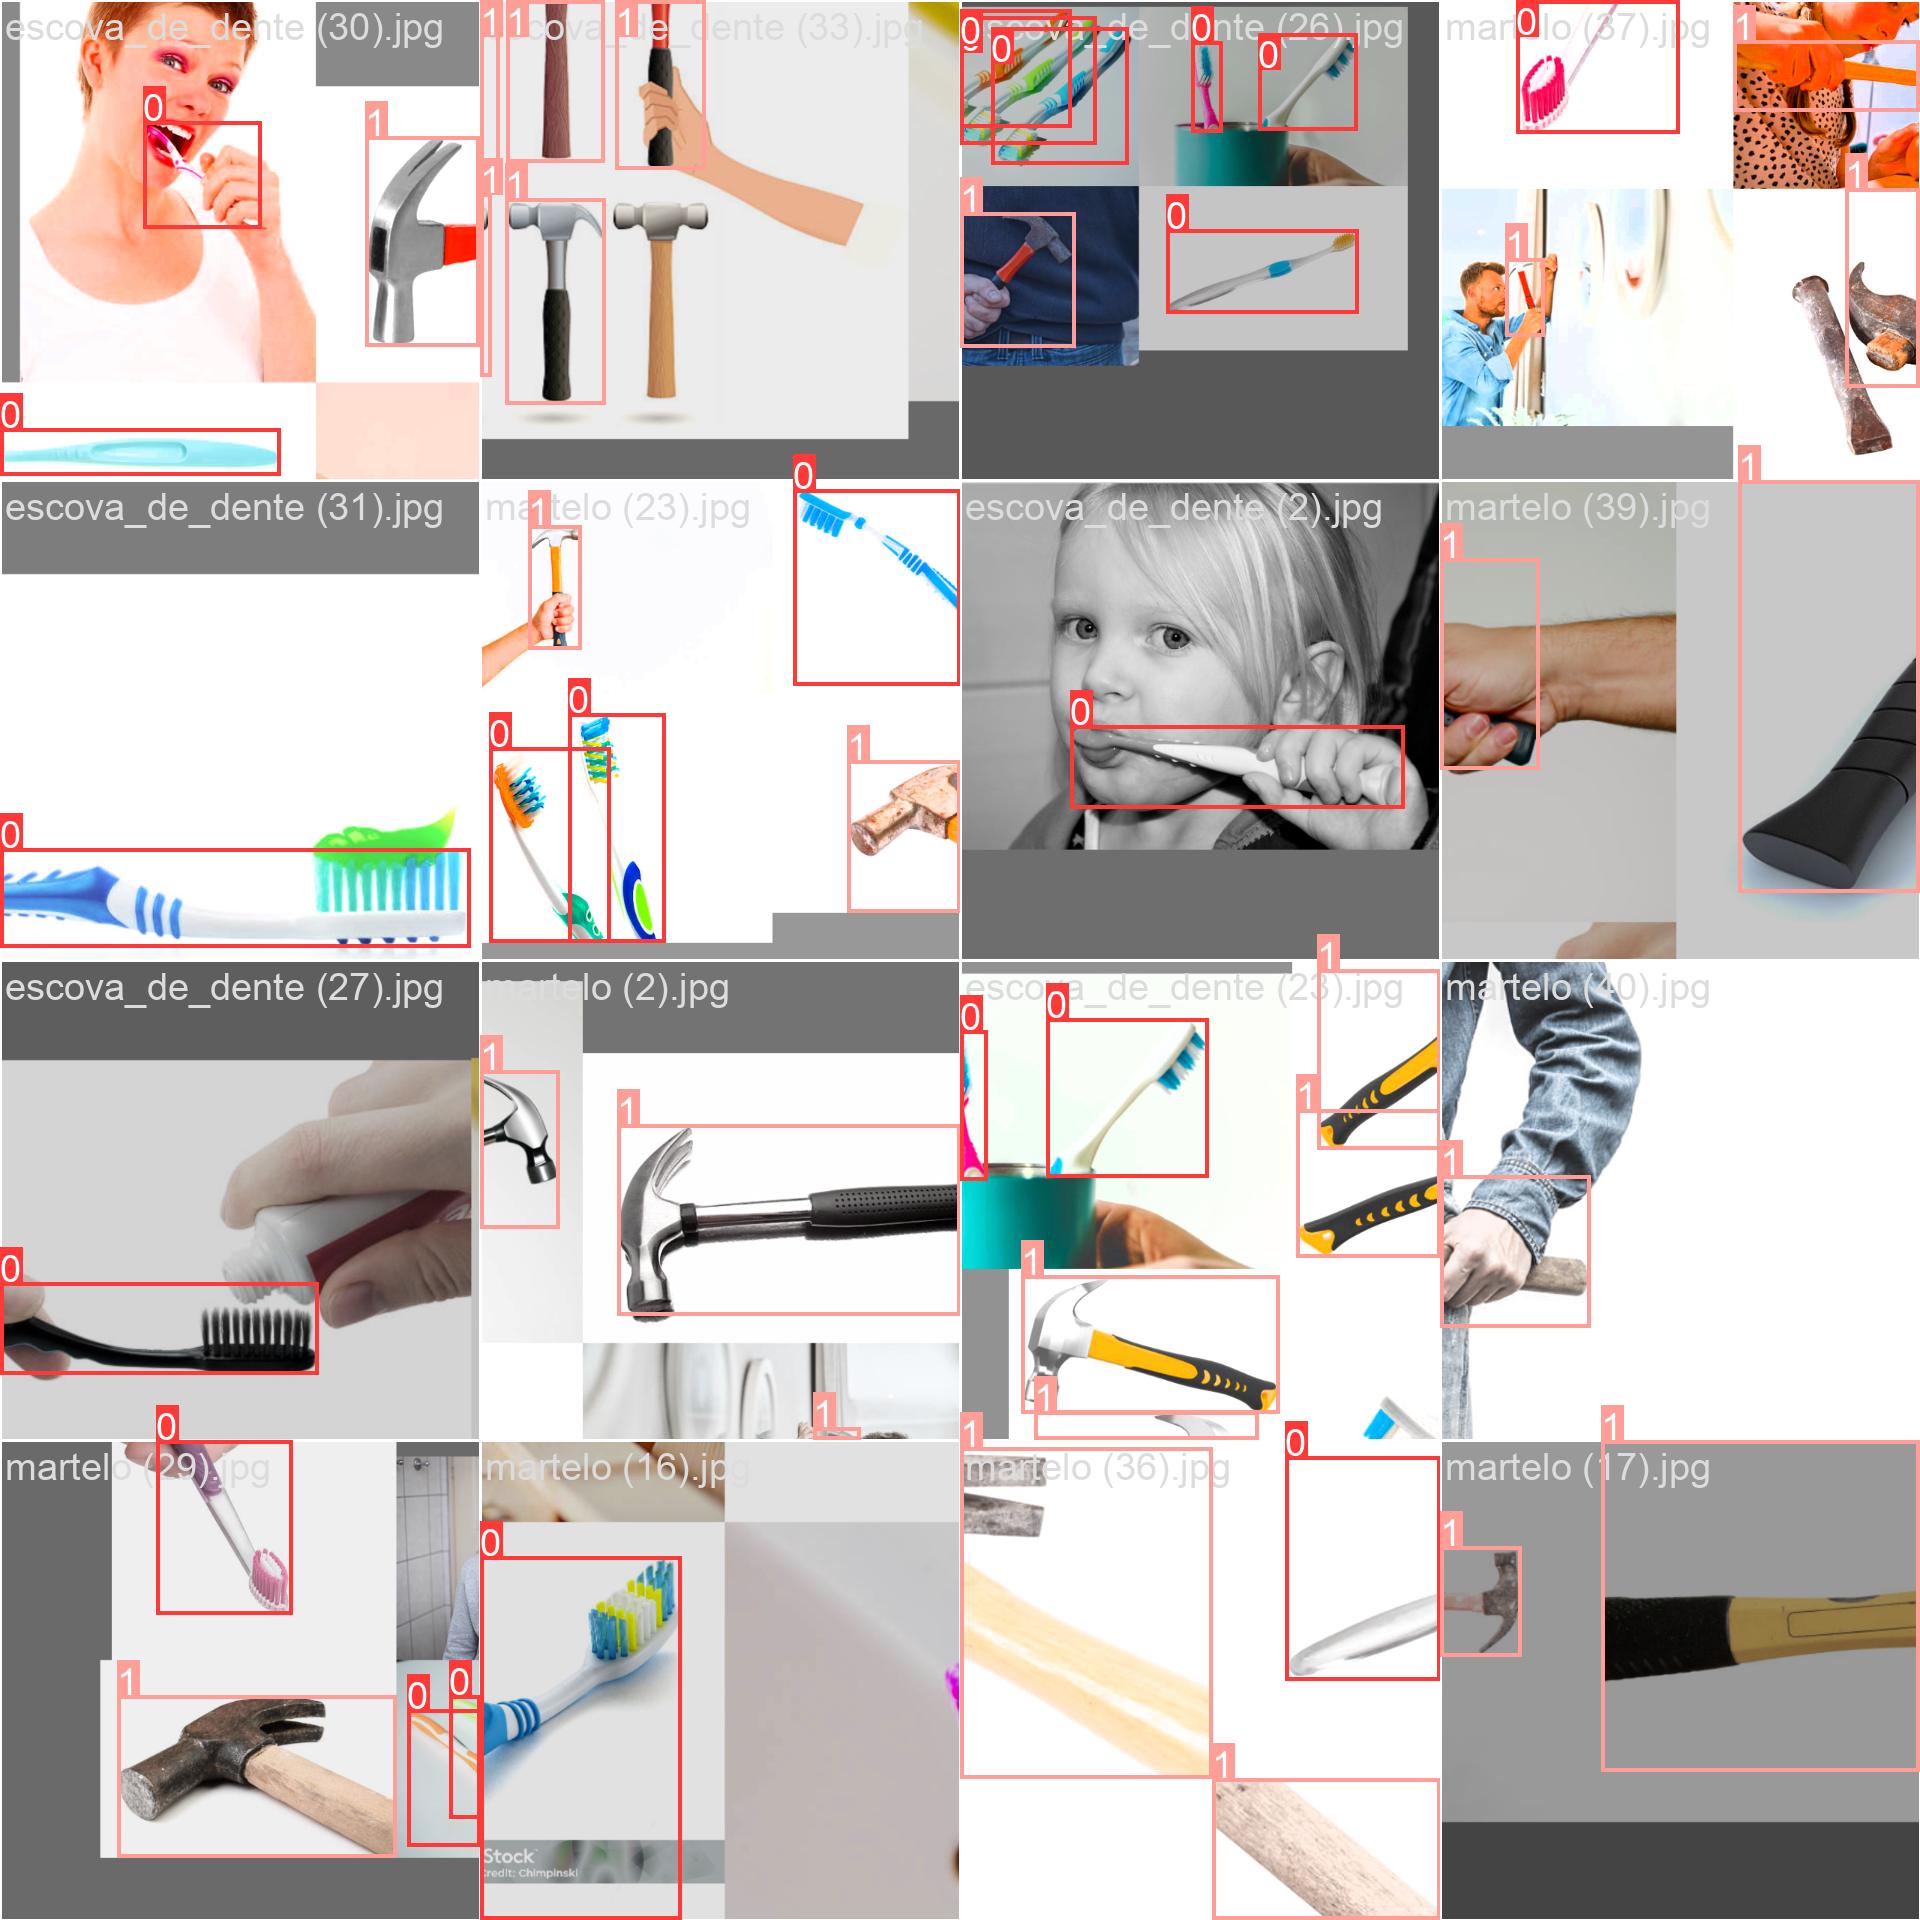 escova_de_dente (30).jpg
escova_de_dente (33).jpg
escova_de_dente (26).jpg
martelo (37).jpg
0
1
0
1
1
1
1
1
0
0
0
0
1
0
0
1
1
1
escova_de_dente (31).jpg
martelo (23).jpg
escova_de_dente (2).jpg
martelo (39).jpg
0
1
0
0
0
1
0
1
1
escova_de_dente (27).jpg
martelo (2).jpg
escova_de_dente (23).jpg
martelo (40).jpg
0
1
1
1
0
0
1
1
1
1
1
martelo (29).jpg
martelo (16).jpg
martelo (36).jpg
martelo (17).jpg
0
1
0
0
0
Stock
Credit: Chimpinski
1
0
1
1
1